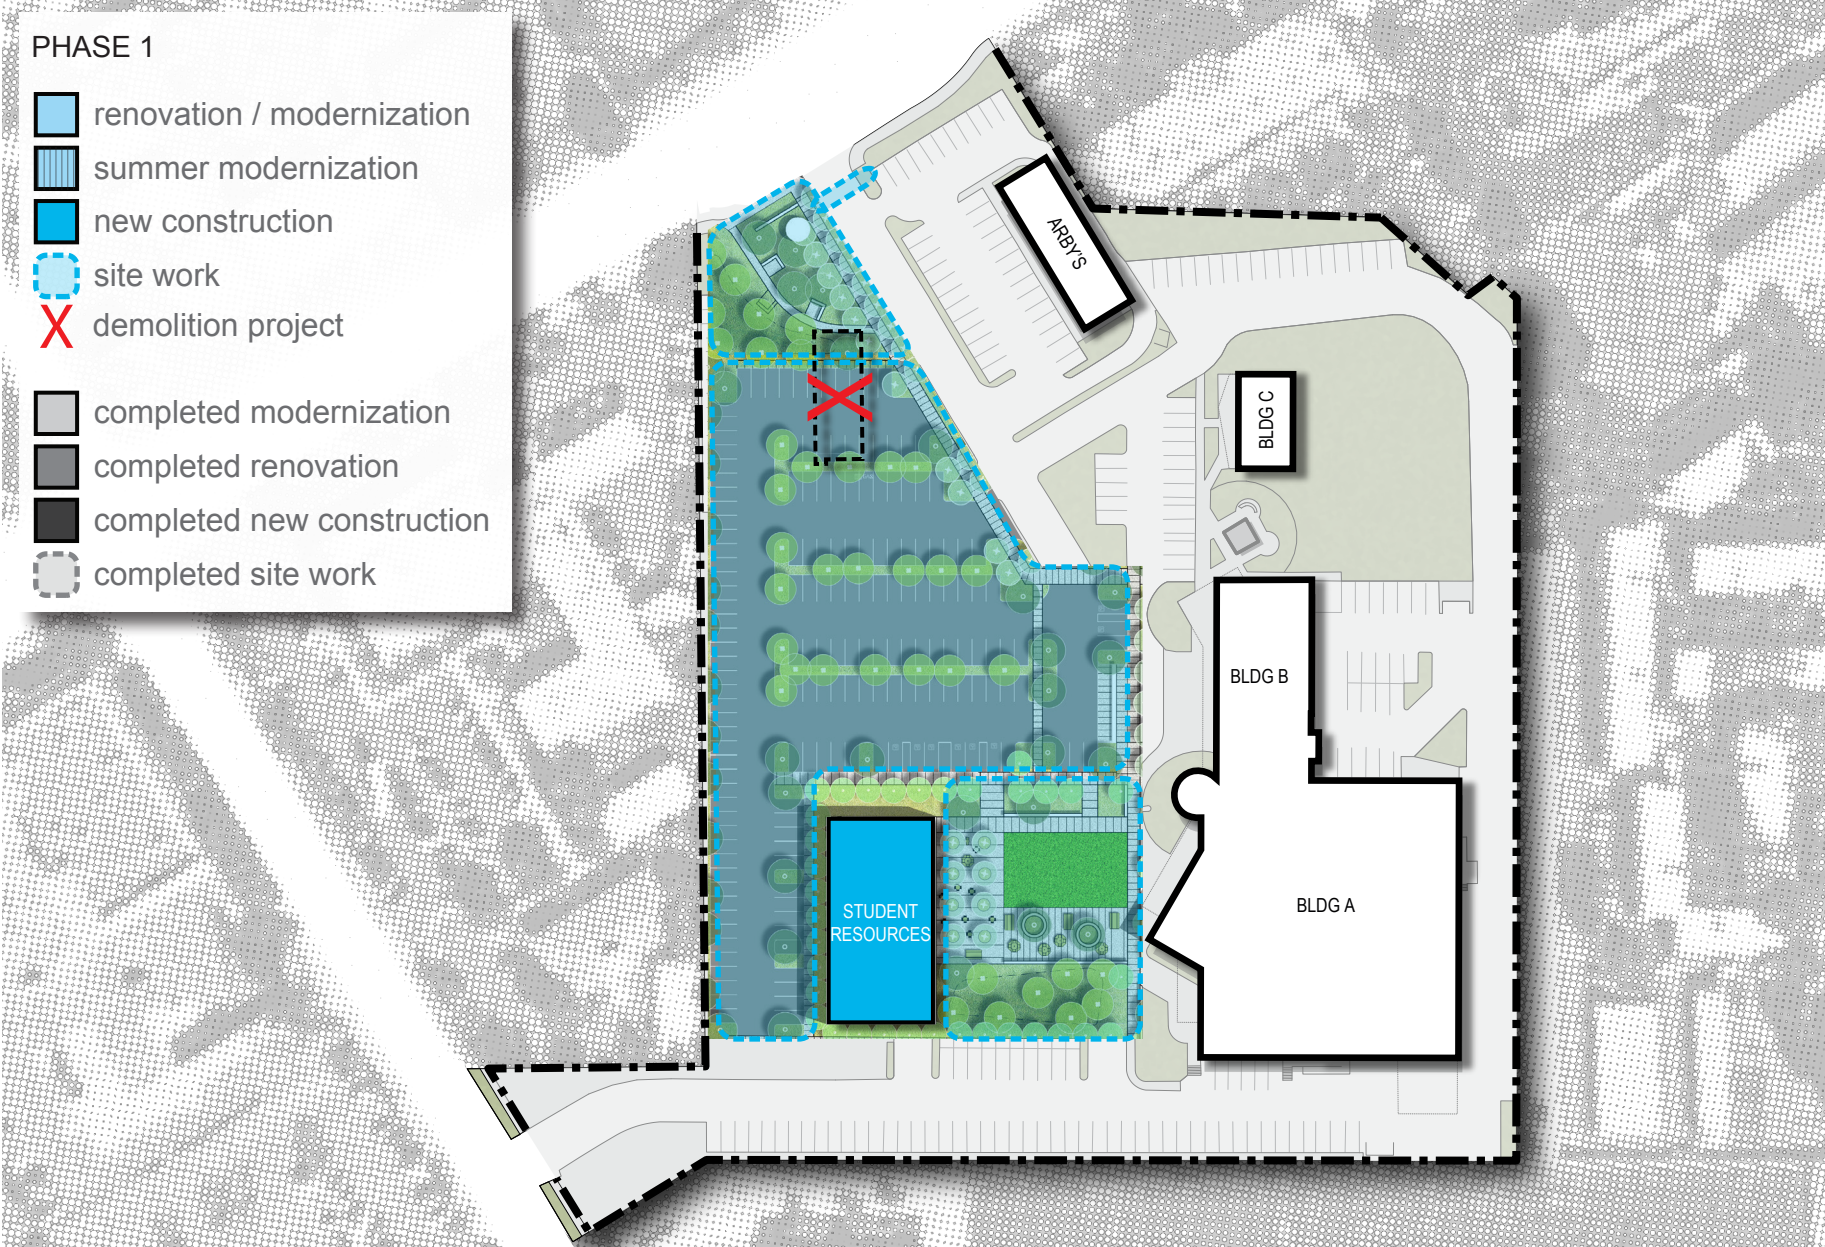 PHASE 1
renovation / modernization
summer modernization
new construction
site work
demolition project
completed modernization
completed renovation
completed new construction
completed site work
ARBY'S
BLDG C
BLDG B
BLDG A
STUDENT
RESOURCES